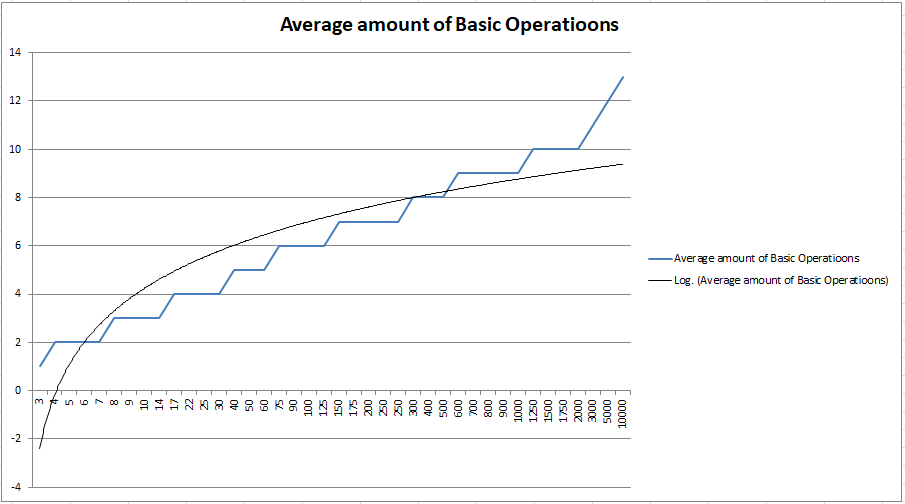 Average amount of Basic Operatioons
14
12
10
8
6
4
2
0
-2
-4
3 4 5 6 7 8 9 10 14 17 22 25 30 40 50 60 75 90 100 125 150 175 200 250 250 300 400 500 600 700 800 900 1000 1250 1500 1750 2000 3000 5000 10000
Average amount of Basic Operatioons
Log. (Average amount of Basic Operatioons)